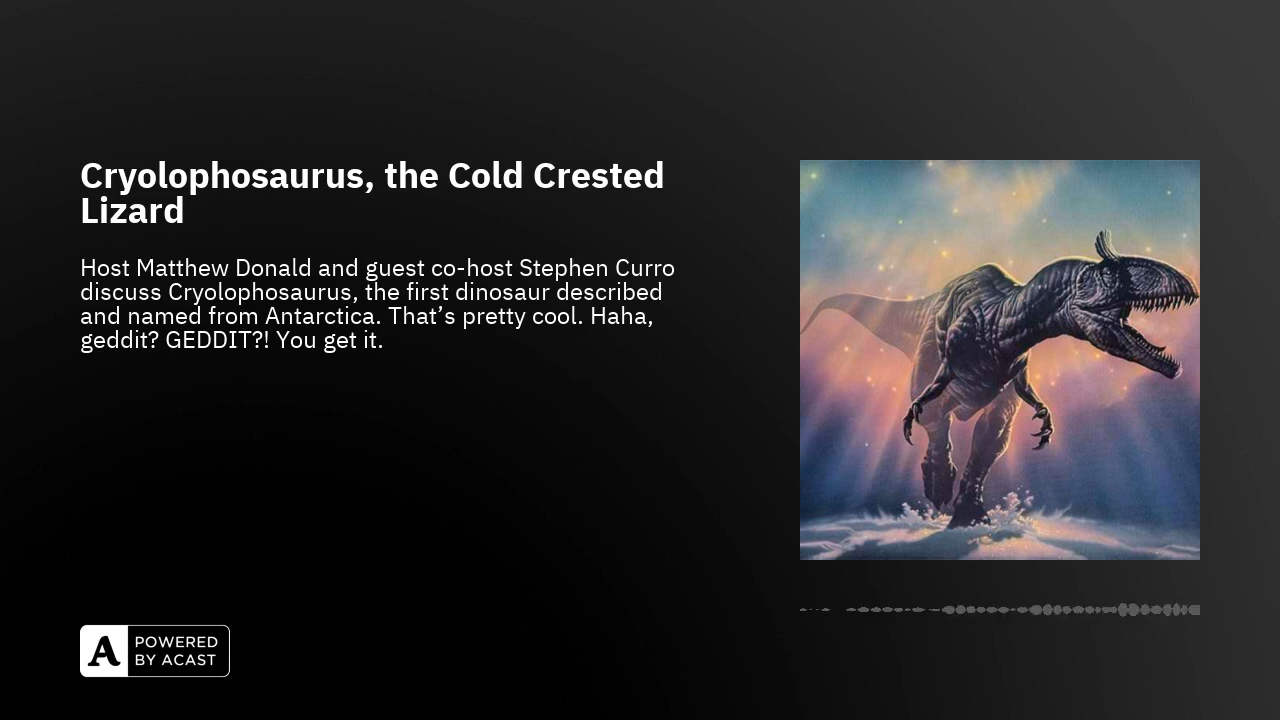 Cryolophosaurus, the Cold Crested
Lizard
Host Matthew Donald and guest co-host Stephen Curro
discuss Cryolophosaurus, the first dinosaur described
and named from Antarctica. That’s pretty cool. Haha,
geddit? GEDDIT?! You get it.
A POWERED
BY ACAST